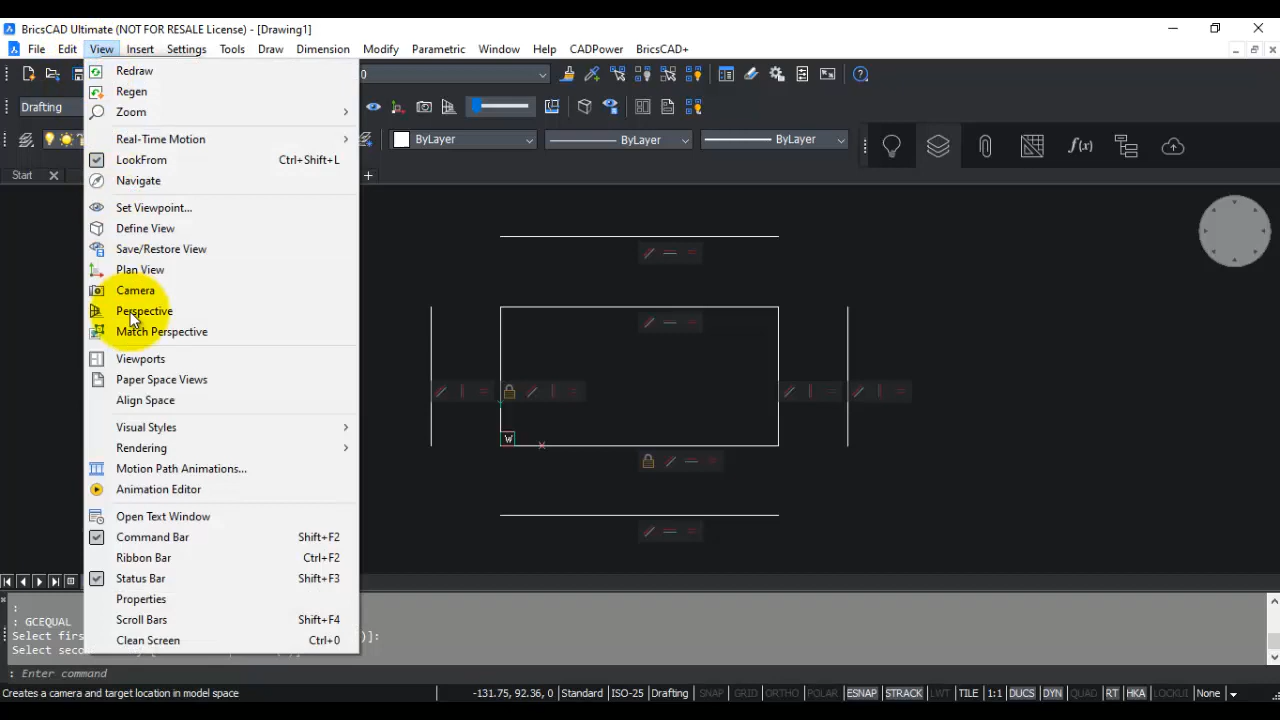 BricsCAD Ultimate (NOT FOR RESALE License) - [Drawing1]
File Edit View Insert Settings Tools Draw Dimension Modify Parametric Window Help CADPower BricsCAD+
0
Drafting
ByLayer ByLayer ByLayer
f(x)
Start
Redraw
Regen
Zoom
Real-Time Motion
LookFrom Ctrl+Shift+L
Navigate
Set Viewpoint...
Define View
Save/Restore View
Plan View
Camera
Perspective
Match Perspective
Viewports
Paper Space Views
Align Space
Visual Styles
Rendering
Motion Path Animations...
Animation Editor
Open Text Window
Command Bar Shift+F2
Ribbon Bar Ctrl+F2
Status Bar Shift+F3
Properties
Scroll Bars Shift+F4
Clean Screen Ctrl+0
W
:
: GCEQUAL
Select firs )]:
Select seco
: Enter command
Creates a camera and target location in model space
-131.75, 92.36, 0 Standard ISO-25 Drafting SNAP GRID ORTHO POLAR ESNAP STRACK LWT TILE 1:1 DUCS DYN QUAD RT HKA LOCKUI None